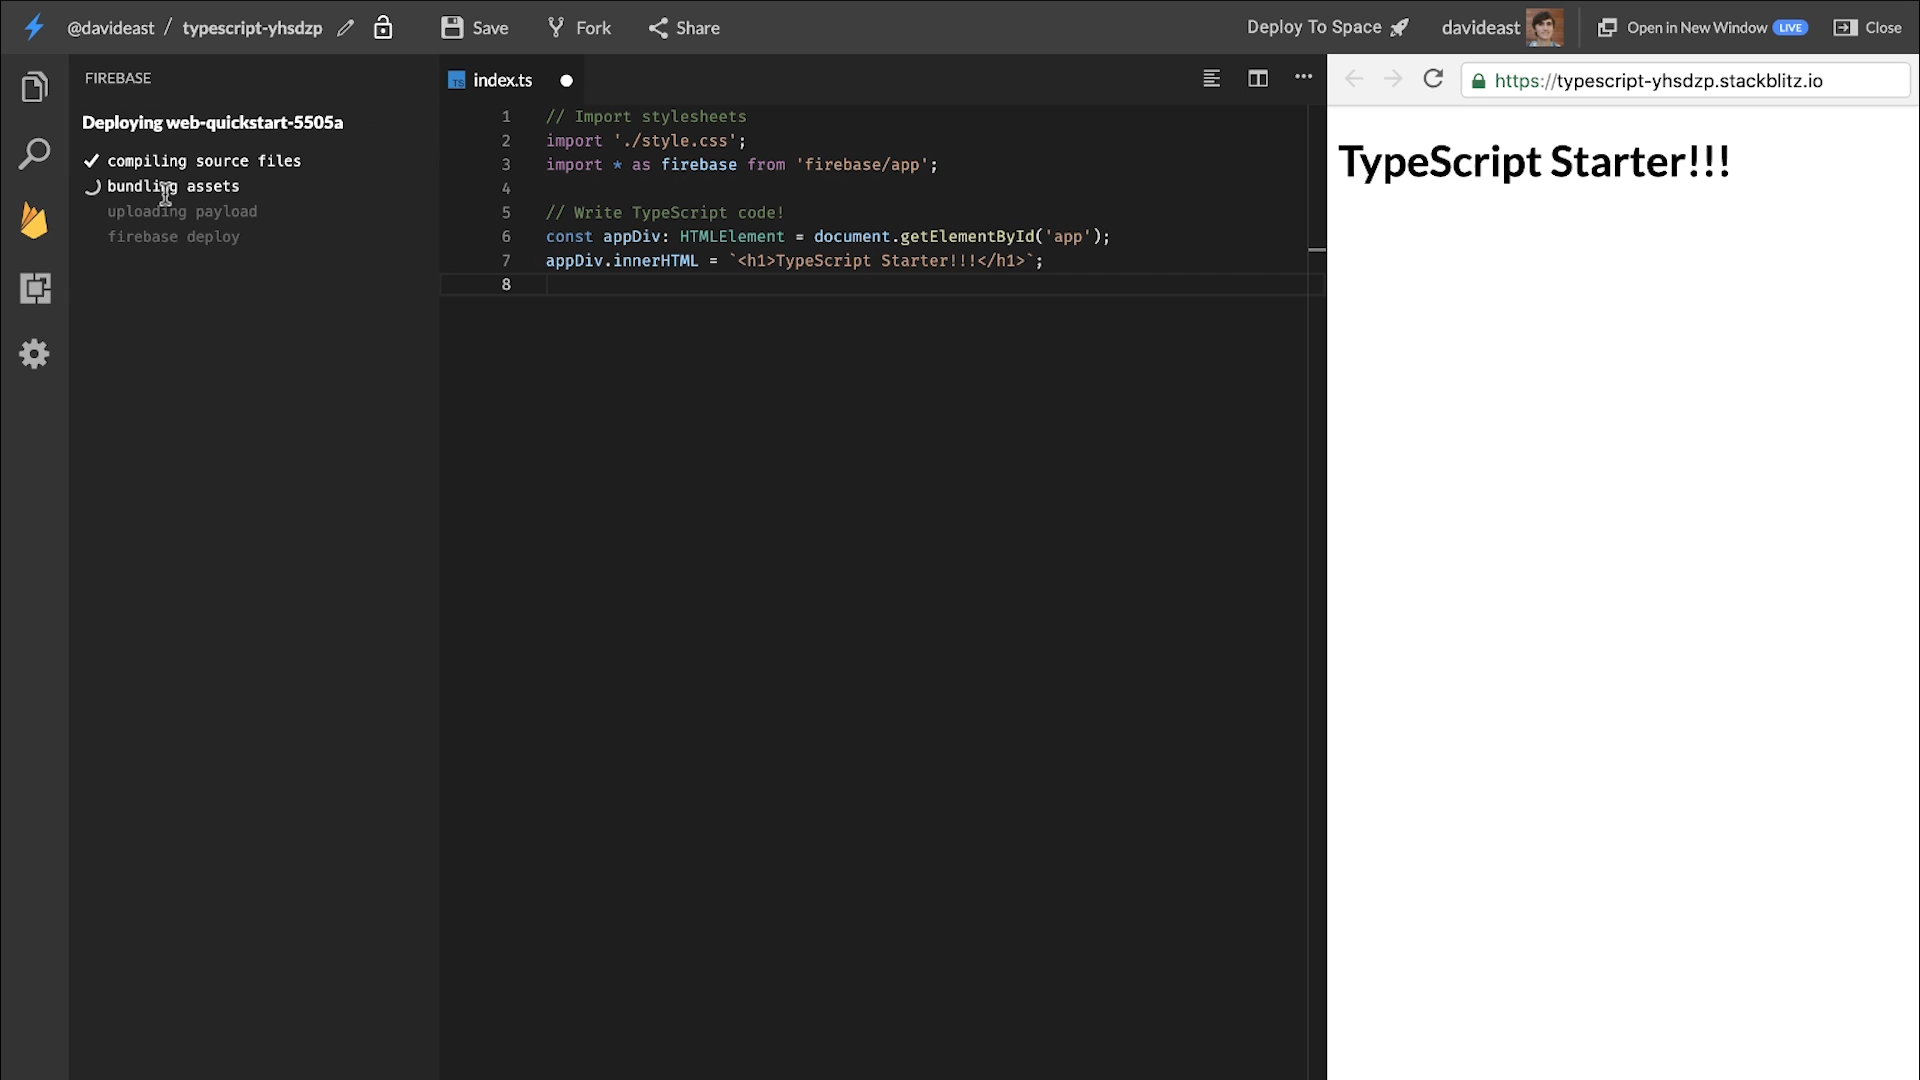 @davideast / typescript-yhsdzp
Save
Fork
Share
Deploy To Space
davideast
Open in New Window LIVE
Close
FIREBASE
Deploying web-quickstart-5505a
compiling source files
bundling assets
uploading payload
firebase deploy
TS index.ts
1 // Import stylesheets
2 import './style.css';
3 import * as firebase from 'firebase/app';
4
5 // Write TypeScript code!
6 const appDiv: HTMLElement = document.getElementById('app');
7 appDiv.innerHTML = `<h1>TypeScript Starter!!!</h1>`;
8
https://typescript-yhsdzp.stackblitz.io
TypeScript Starter!!!